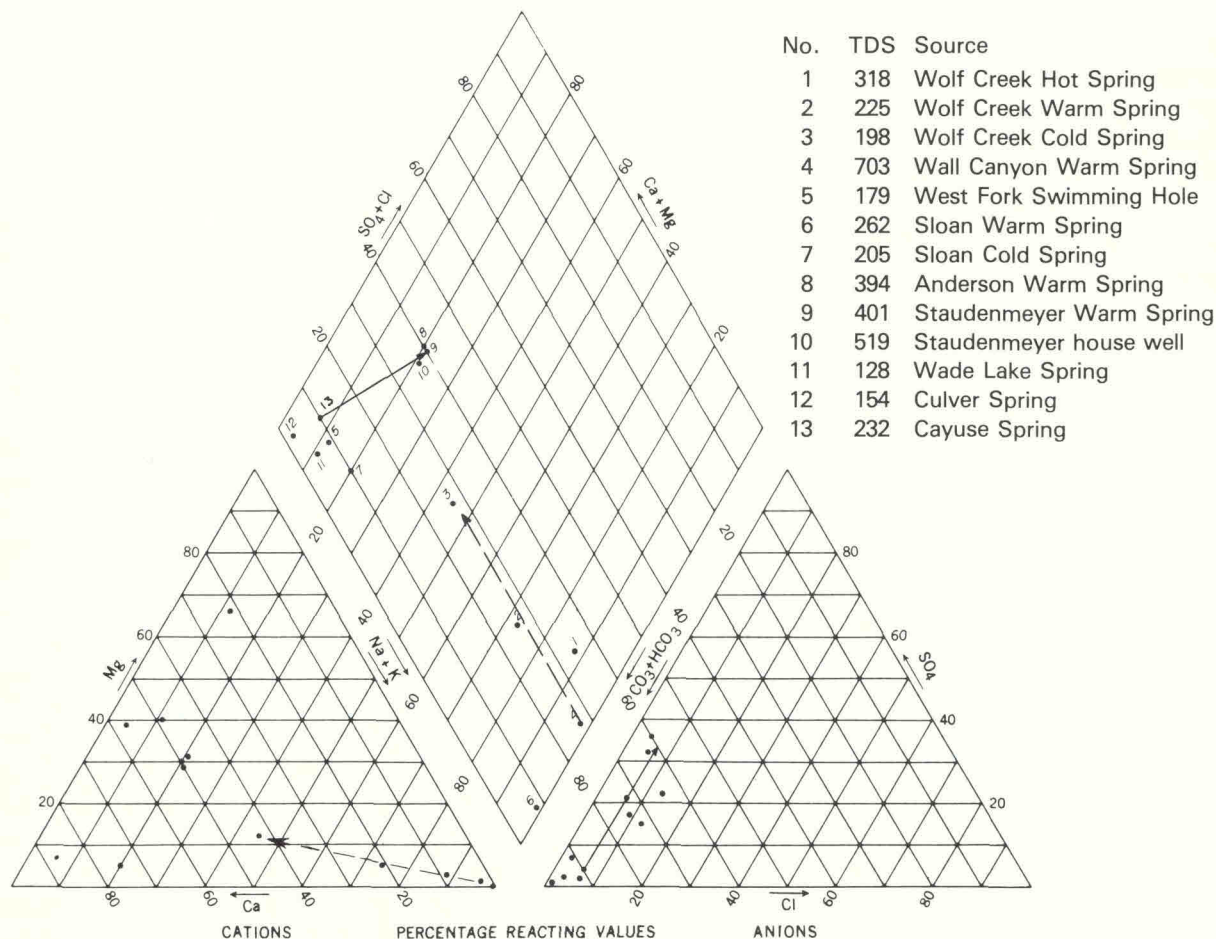 No. TDS Source
1 318 Wolf Creek Hot Spring
2 225 Wolf Creek Warm Spring
3 198 Wolf Creek Cold Spring
4 703 Wall Canyon Warm Spring
5 179 West Fork Swimming Hole
6 262 Sloan Warm Spring
7 205 Sloan Cold Spring
8 394 Anderson Warm Spring
9 401 Staudenmeyer Warm Spring
10 519 Staudenmeyer house well
11 128 Wade Lake Spring
12 154 Culver Spring
13 232 Cayuse Spring
80 80
60 60
SO4+Cl Ca+Mg
40 40
20 20
8
9
10
13
12 5
11 7
3
2 1
4
6
20 20
40 40
Na+K CO3+HCO3
60 60
80 80
80
60
Mg
40
20
80
60
SO4
40
20
80 60 Ca 40 20
20 40 Cl 60 80
CATIONS PERCENTAGE REACTING VALUES ANIONS